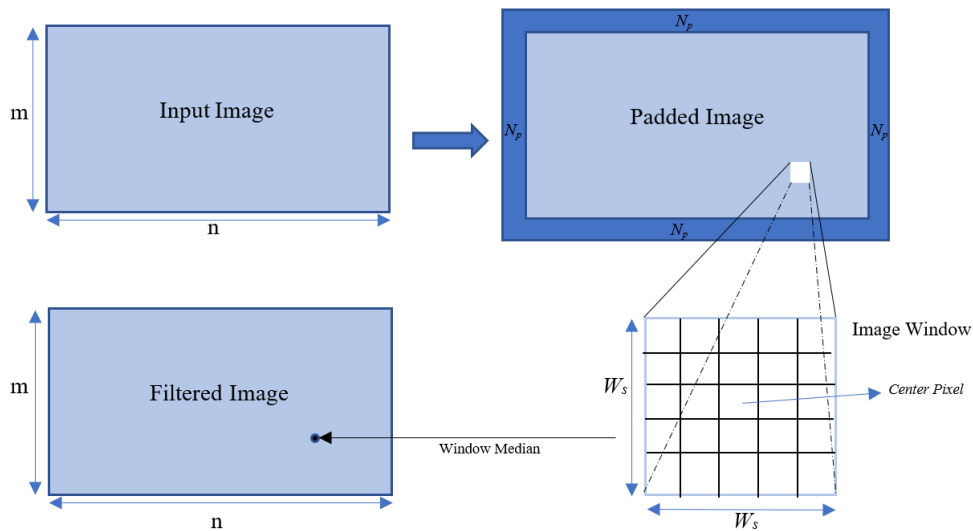 m
Input Image
n
N_p
N_p
Padded Image
N_p
N_p
m
Filtered Image
n
Window Median
W_s
Image Window
Center Pixel
W_s